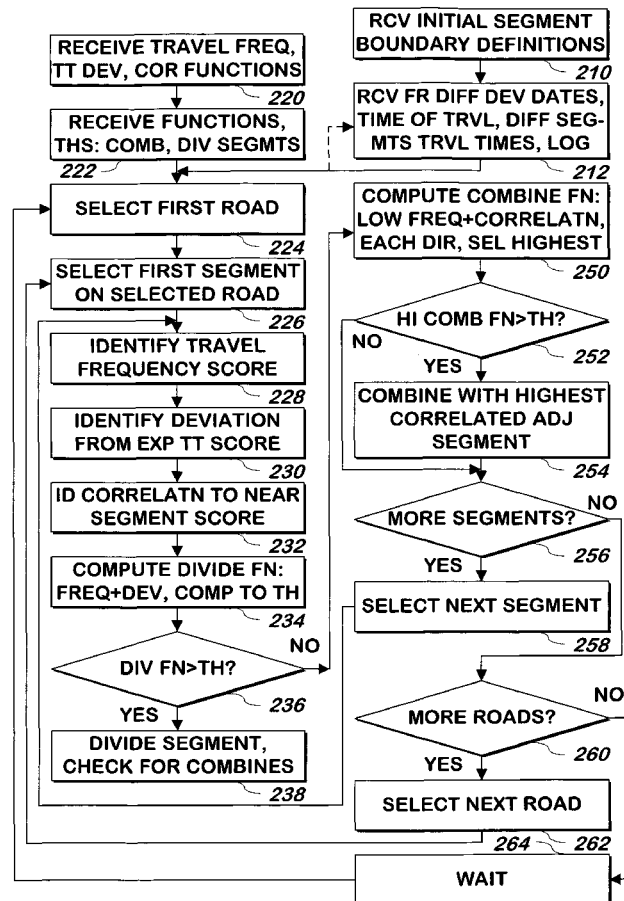 RECEIVE TRAVEL FREQ,
TT DEV, COR FUNCTIONS
220
RECEIVE FUNCTIONS,
THS: COMB, DIV SEGMTS
222
SELECT FIRST ROAD
224
SELECT FIRST SEGMENT
ON SELECTED ROAD
226
IDENTIFY TRAVEL
FREQUENCY SCORE
228
IDENTIFY DEVIATION
FROM EXP TT SCORE
230
ID CORRELATN TO NEAR
SEGMENT SCORE
232
COMPUTE DIVIDE FN:
FREQ+DEV, COMP TO TH
234
DIV FN>TH?
NO
236
YES
DIVIDE SEGMENT,
CHECK FOR COMBINES
238
RCV INITIAL SEGMENT
BOUNDARY DEFINITIONS
210
RCV FR DIFF DEV DATES,
TIME OF TRVL, DIFF SEG-
MTS TRVL TIMES, LOG
212
COMPUTE COMBINE FN:
LOW FREQ+CORRELATN,
EACH DIR, SEL HIGHEST
250
HI COMB FN>TH?
NO
252
YES
COMBINE WITH HIGHEST
CORRELATED ADJ
SEGMENT
254
MORE SEGMENTS?
NO
256
YES
SELECT NEXT SEGMENT
258
MORE ROADS?
NO
260
YES
SELECT NEXT ROAD
264
262
WAIT